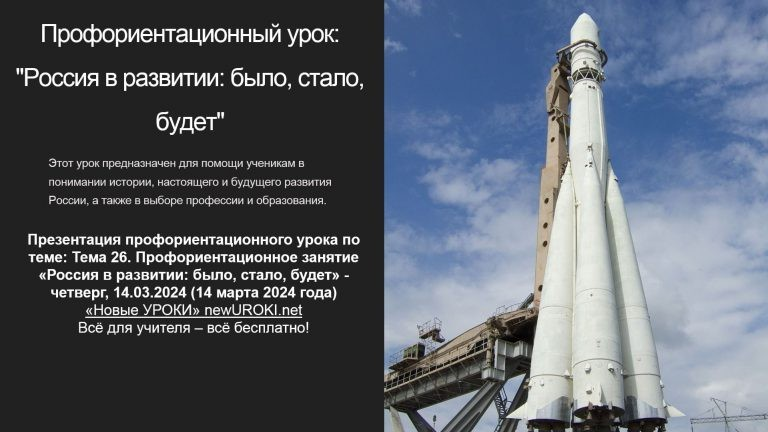 Профориентационный урок:
"Россия в развитии: было, стало,
будет"
Этот урок предназначен для помощи ученикам в
понимании истории, настоящего и будущего развития
России, а также в выборе профессии и образования.
Презентация профориентационного урока по
теме: Тема 26. Профориентационное занятие
«Россия в развитии: было, стало, будет» -
четверг, 14.03.2024 (14 марта 2024 года)
«Новые УРОКИ» newUROKI.net
Всё для учителя – всё бесплатно!